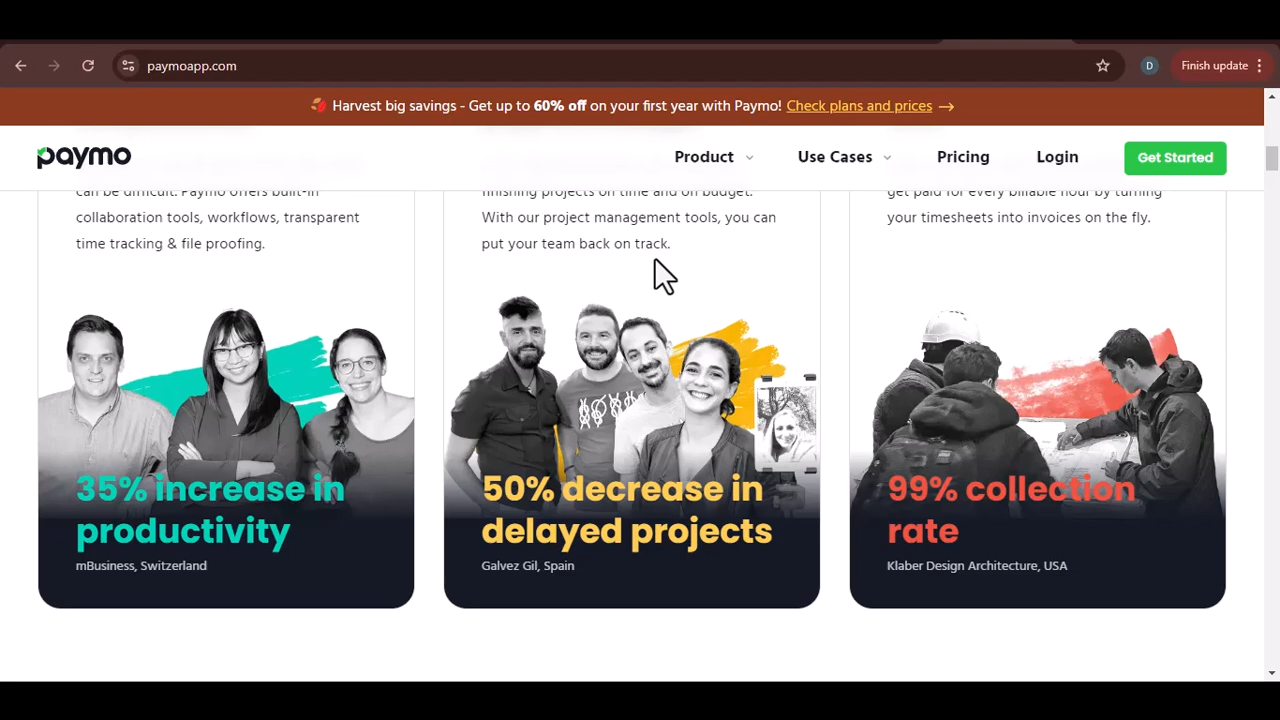 paymoapp.com
D
Finish update
Harvest big savings - Get up to 60% off on your first year with Paymo! Check plans and prices →
paymo
Product
Use Cases
Pricing
Login
Get Started
can be difficult. Paymo offers built-in
collaboration tools, workflows, transparent
time tracking & file proofing.
finishing projects on time and on budget.
With our project management tools, you can
put your team back on track.
get paid for every billable hour by turning
your timesheets into invoices on the fly.
35% increase in
productivity
mBusiness, Switzerland
50% decrease in
delayed projects
Galvez Gil, Spain
99% collection
rate
Klaber Design Architecture, USA